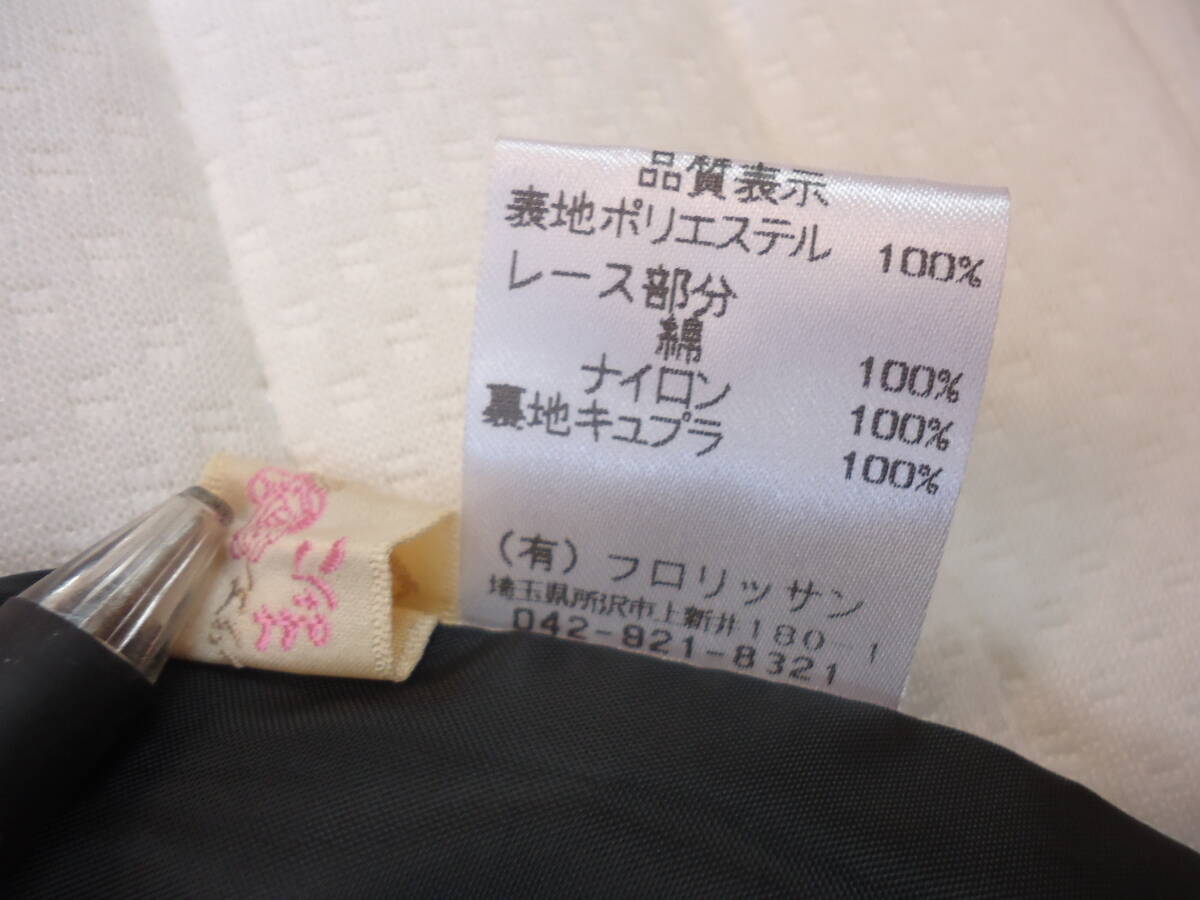 品質表示
表地ポリエステル 100%
レース部分
綿 100%
ナイロン 100%
裏地キュプラ 100%
(有)フロリッサン
埼玉県所沢市上新井180-1
042-921-8321